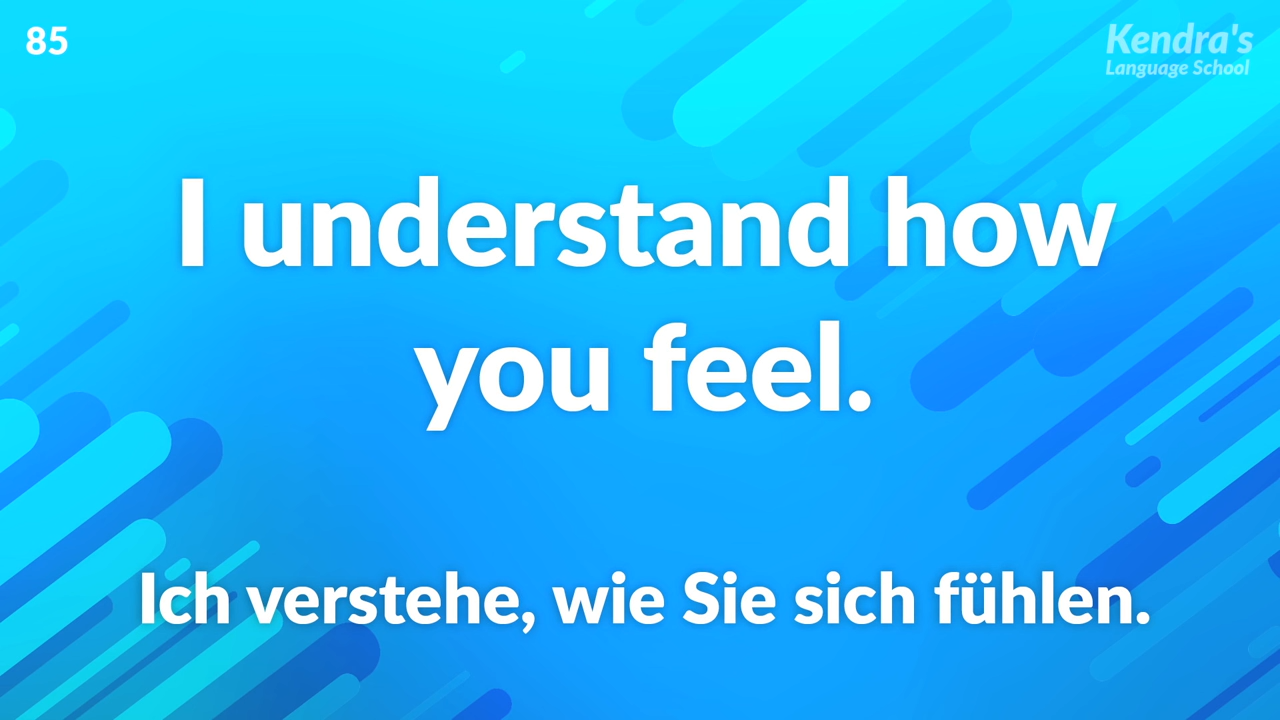 85
Kendra's
Language School
I understand how
you feel.
Ich verstehe, wie Sie sich fühlen.